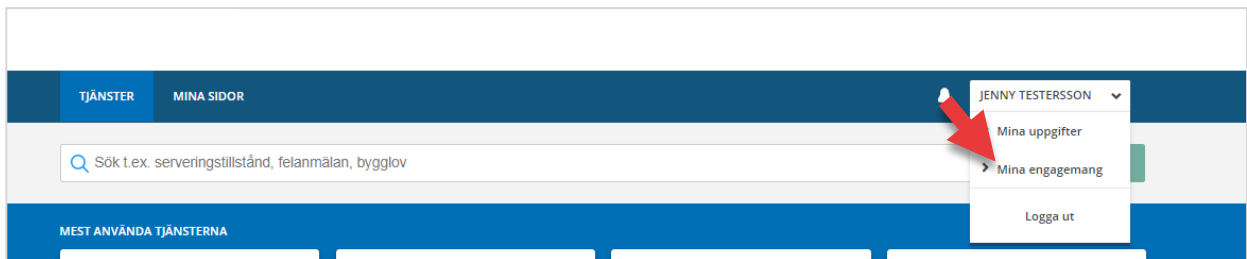 TJÄNSTER MINA SIDOR JENNY TESTERSSON
Mina uppgifter
Sök t.ex. serveringstillstånd, felanmälan, bygglov
Mina engagemang
Logga ut
MEST ANVÄNDA TJÄNSTERNA